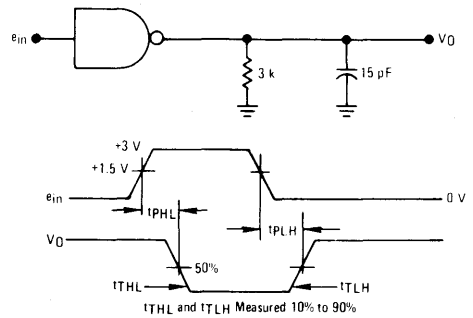 e_in
V_O
3 k
15 pF
+3 V
+1.5 V
e_in
0 V
t_PHL
t_PLH
V_O
50%
t_THL
t_TLH
t_THL and t_TLH Measured 10% to 90%